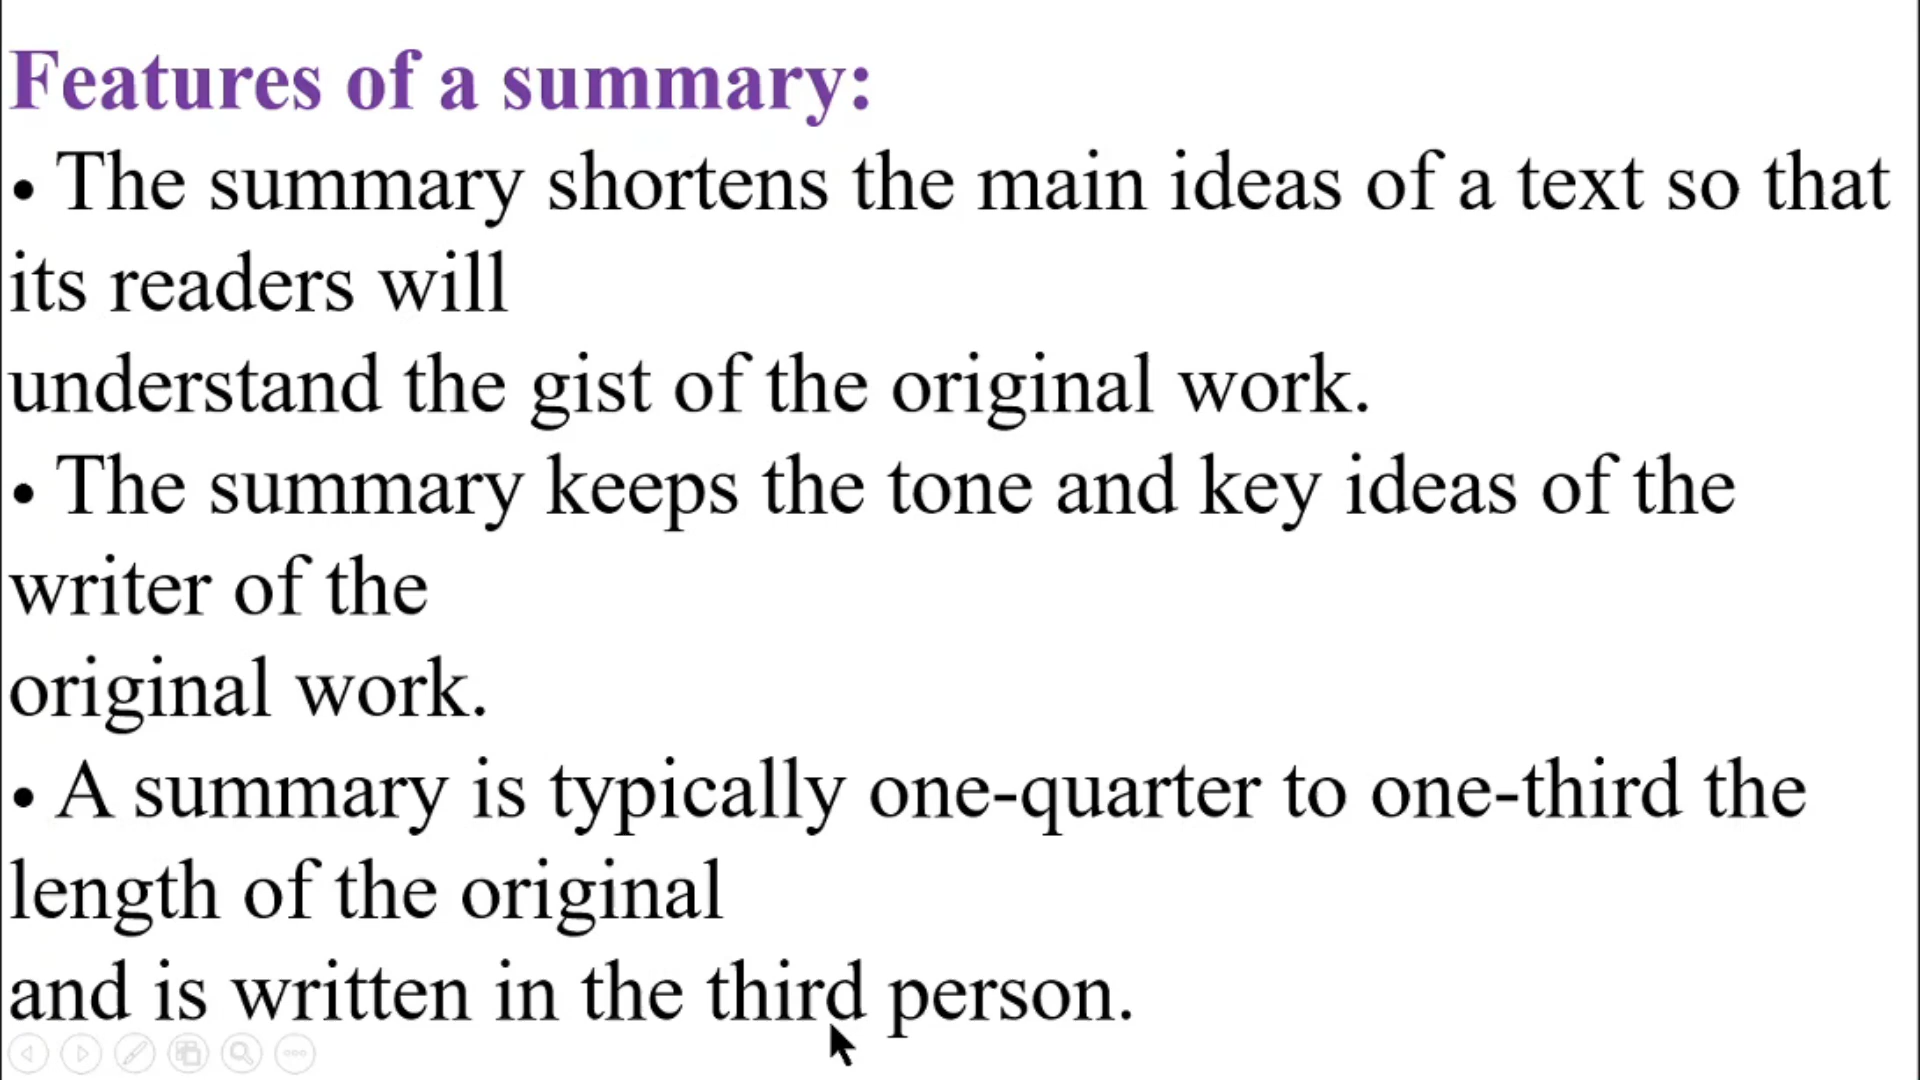 Features of a summary:
• The summary shortens the main ideas of a text so that
its readers will
understand the gist of the original work.
• The summary keeps the tone and key ideas of the
writer of the
original work.
• A summary is typically one-quarter to one-third the
length of the original
and is written in the third person.